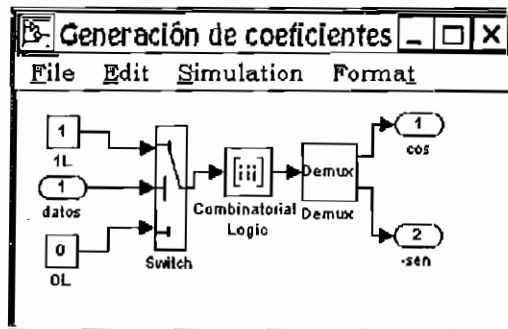 Generación de coeficientes
File Edit Simulation Format
1
1L
1
datos
0
0L
Switch
Combinatorial
Logic
Demux
Demux
1
cos
2
-sen